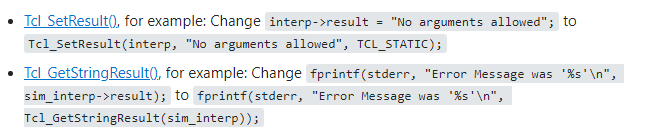 • Tcl_SetResult(), for example: Change interp->result = "No arguments allowed"; to
Tcl_SetResult(interp, "No arguments allowed", TCL_STATIC);
• Tcl_GetStringResult(), for example: Change fprintf(stderr, "Error Message was '%s'\n",
sim_interp->result); to fprintf(stderr, "Error Message was '%s'\n",
Tcl_GetStringResult(sim_interp));